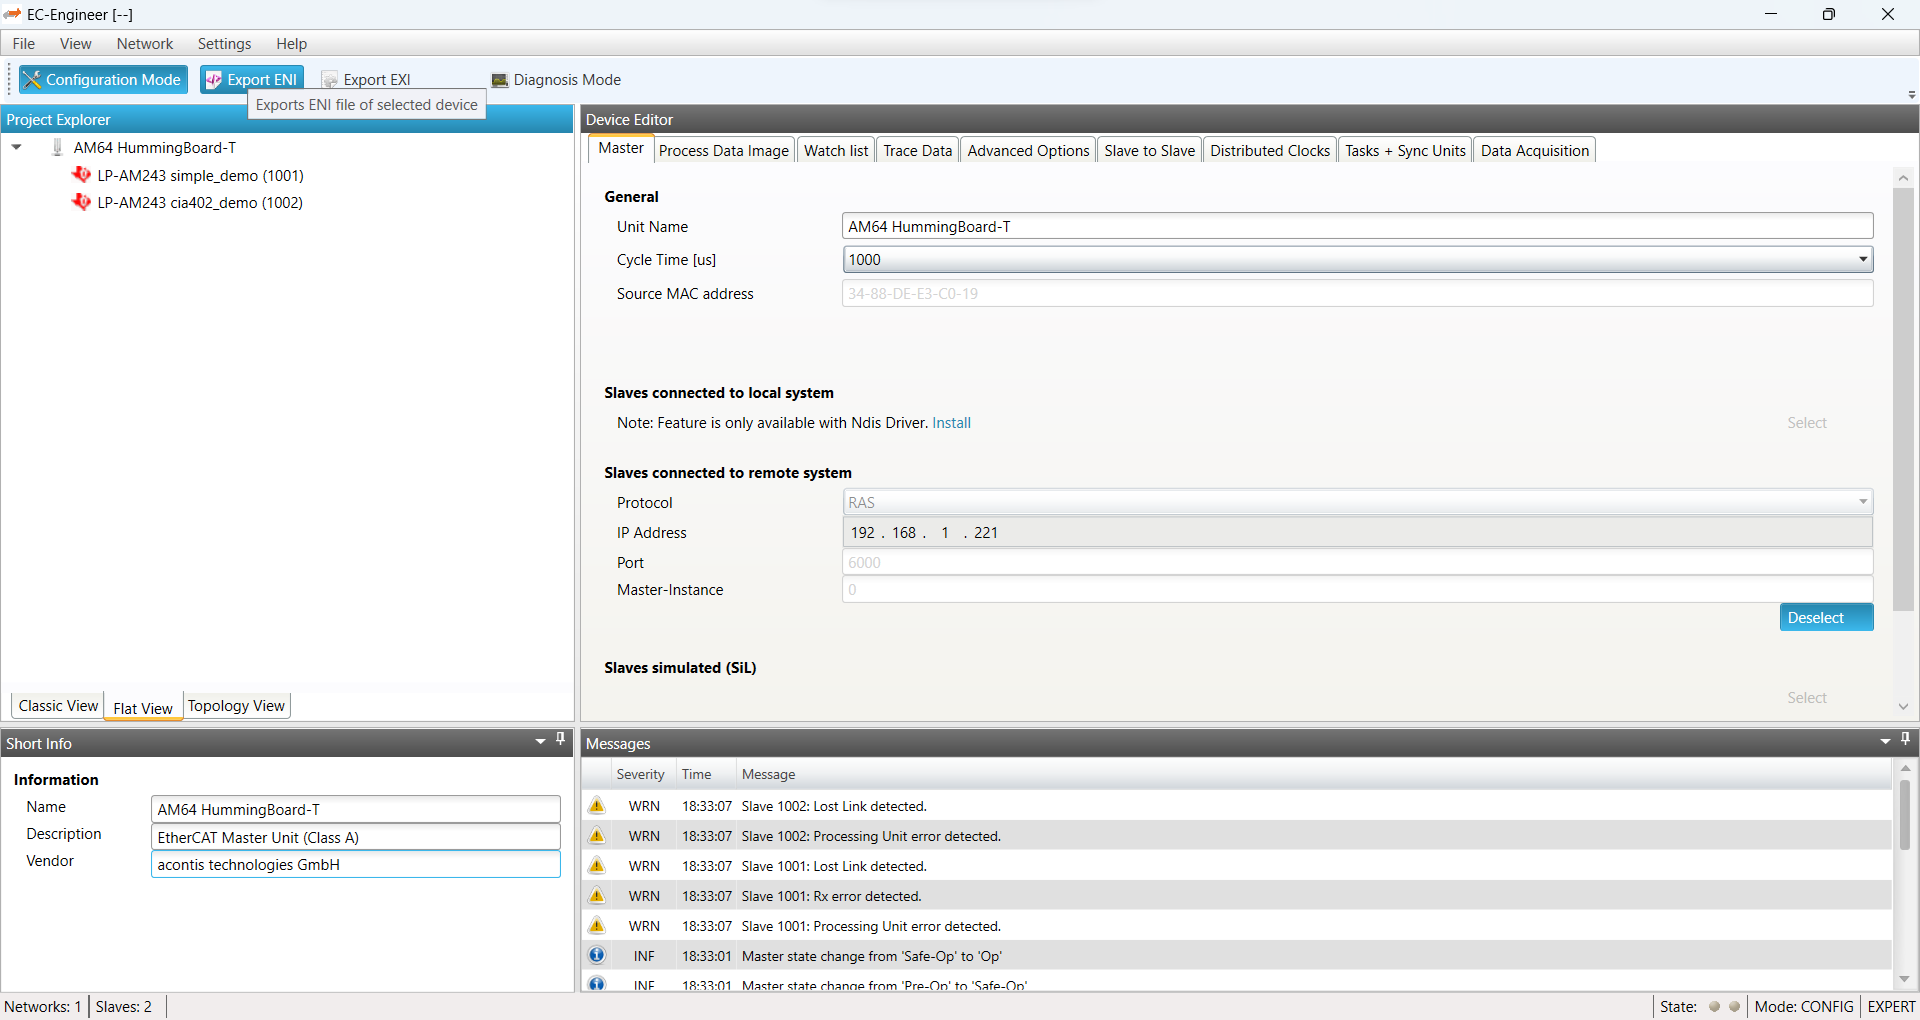 EC-Engineer [--]
File View Network Settings Help
Configuration Mode Export ENI Export EXI Diagnosis Mode
Exports ENI file of selected device
Project Explorer
AM64 HummingBoard-T
LP-AM243 simple_demo (1001)
LP-AM243 cia402_demo (1002)
Classic View Flat View Topology View
Device Editor
Master Process Data Image Watch list Trace Data Advanced Options Slave to Slave Distributed Clocks Tasks + Sync Units Data Acquisition
General
Unit Name AM64 HummingBoard-T
Cycle Time [us] 1000
Source MAC address 34-88-DE-E3-C0-19
Slaves connected to local system
Note: Feature is only available with Ndis Driver. Install Select
Slaves connected to remote system
Protocol RAS
IP Address 192 . 168 . 1 . 221
Port 6000
Master-Instance 0
Deselect
Slaves simulated (SiL)
Select
Short Info
Information
Name AM64 HummingBoard-T
Description EtherCAT Master Unit (Class A)
Vendor acontis technologies GmbH
Messages
Severity Time Message
WRN 18:33:07 Slave 1002: Lost Link detected.
WRN 18:33:07 Slave 1002: Processing Unit error detected.
WRN 18:33:07 Slave 1001: Lost Link detected.
WRN 18:33:07 Slave 1001: Rx error detected.
WRN 18:33:07 Slave 1001: Processing Unit error detected.
INF 18:33:01 Master state change from 'Safe-Op' to 'Op'
INF 18:33:01 Master state change from 'Pre-Op' to 'Safe-Op'
Networks: 1 Slaves: 2 State: Mode: CONFIG EXPERT